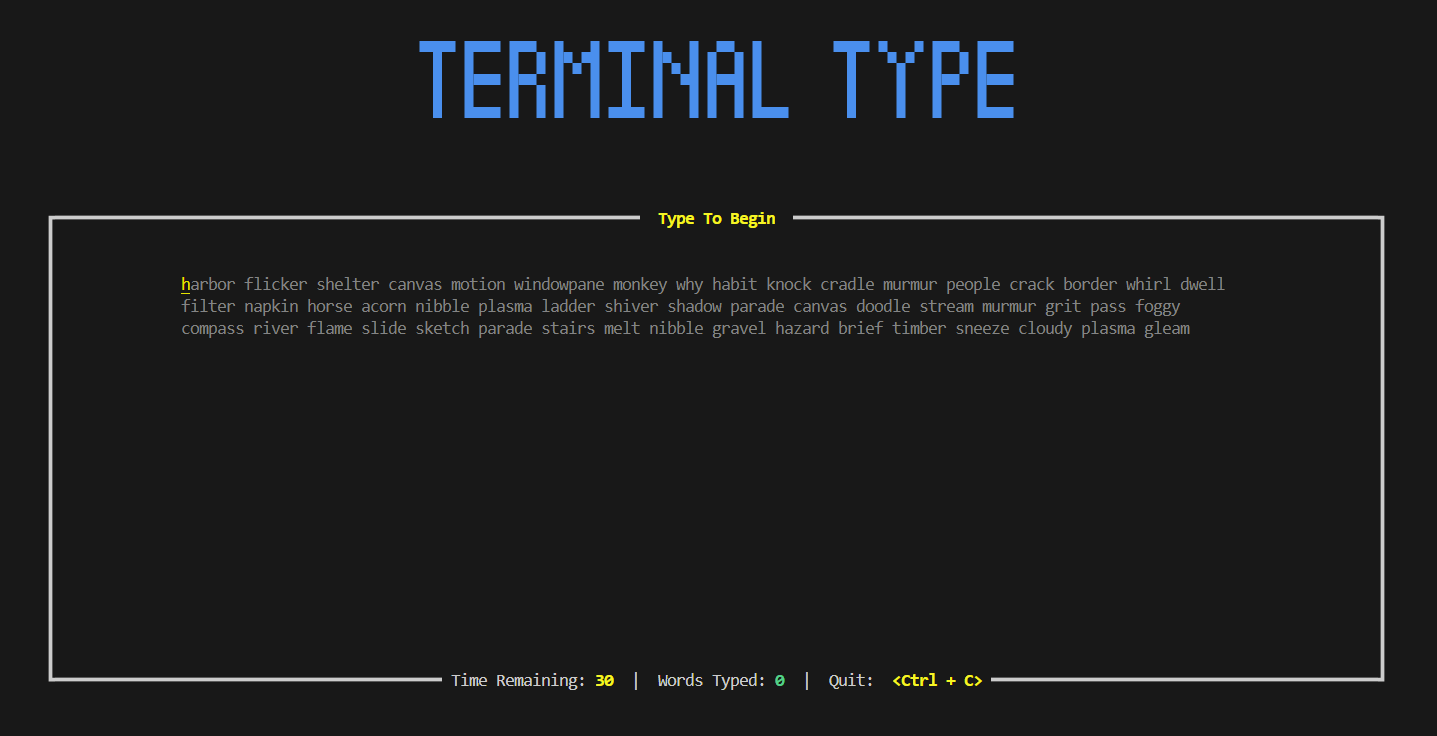 TERMINAL TYPE
Type To Begin
harbor flicker shelter canvas motion windowpane monkey why habit knock cradle murmur people crack border whirl dwell
filter napkin horse acorn nibble plasma ladder shiver shadow parade canvas doodle stream murmur grit pass foggy
compass river flame slide sketch parade stairs melt nibble gravel hazard brief timber sneeze cloudy plasma gleam
Time Remaining: 30 | Words Typed: 0 | Quit: <Ctrl + C>